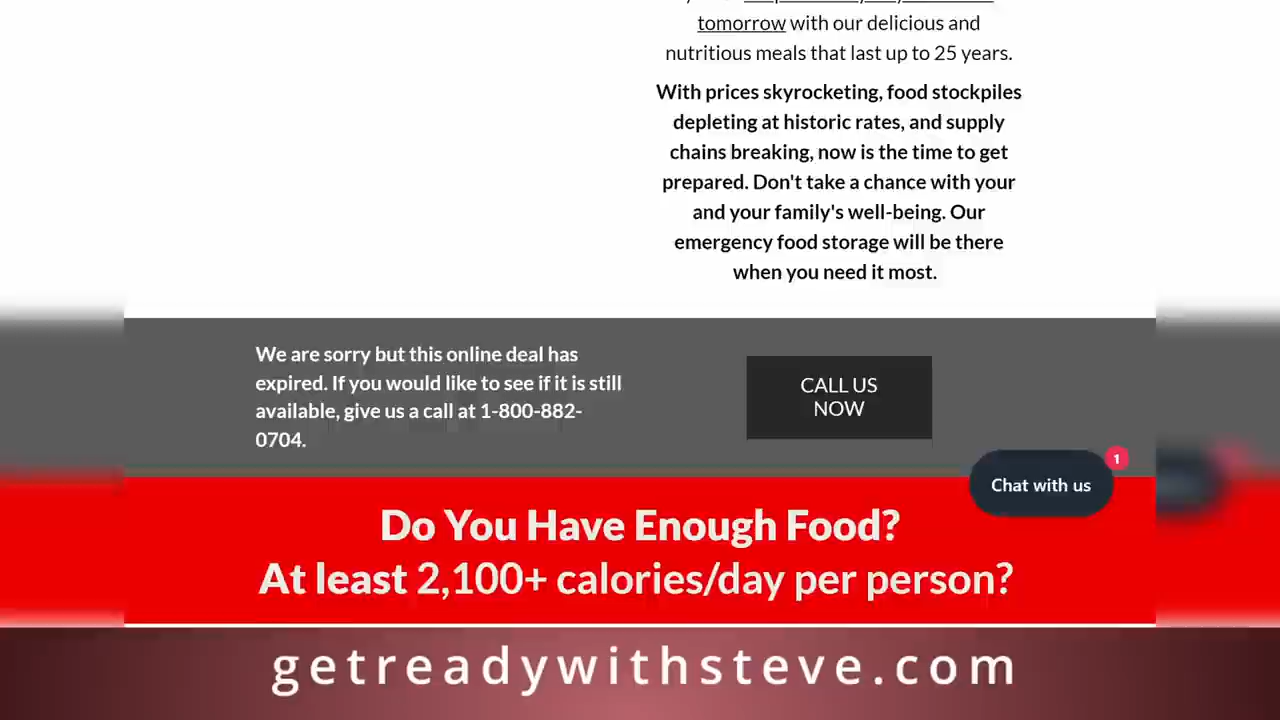 tomorrow with our delicious and
nutritious meals that last up to 25 years.
With prices skyrocketing, food stockpiles
depleting at historic rates, and supply
chains breaking, now is the time to get
prepared. Don't take a chance with your
and your family's well-being. Our
emergency food storage will be there
when you need it most.
We are sorry but this online deal has
expired. If you would like to see if it is still
available, give us a call at 1-800-882-
0704.
CALL US
NOW
1
Chat with us
Do You Have Enough Food?
At least 2,100+ calories/day per person?
getreadywithsteve.com